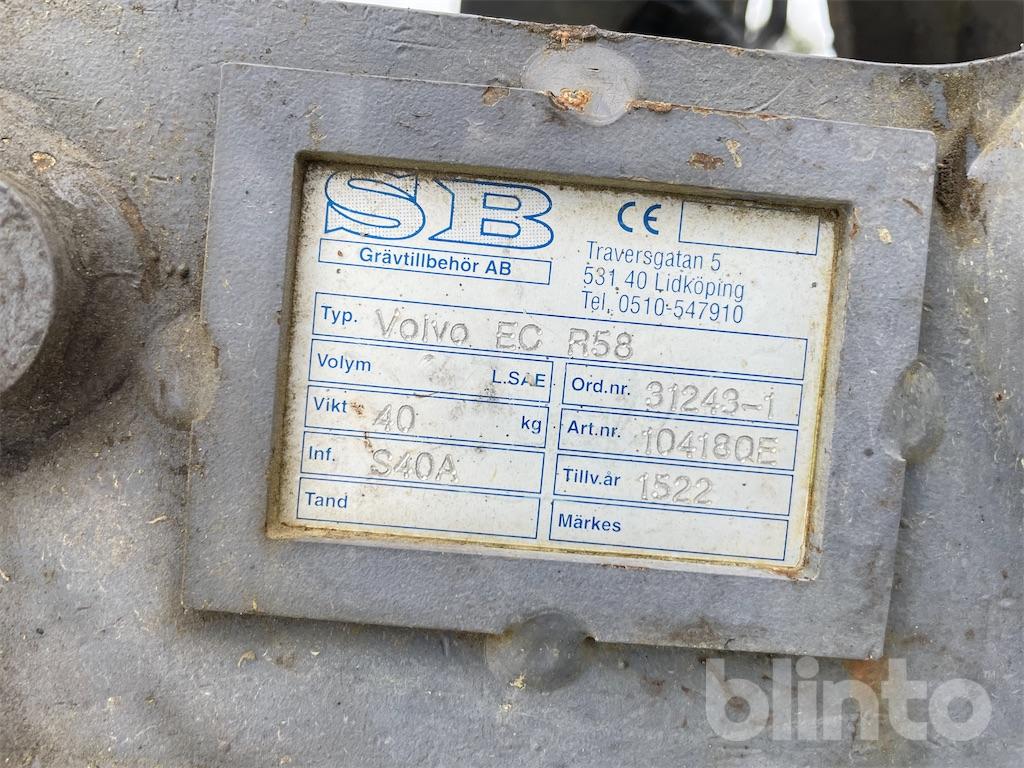 SB
Grävtillbehör AB
CE
Traversgatan 5
531 40 Lidköping
Tel. 0510-547910
Typ. Volvo EC R58
Volym L.SAE
Ord.nr. 31243-1
Vikt 40 kg
Art.nr. 104180E
Inf. S40A
Tillv.år 1522
Tand
Märkes
blinto